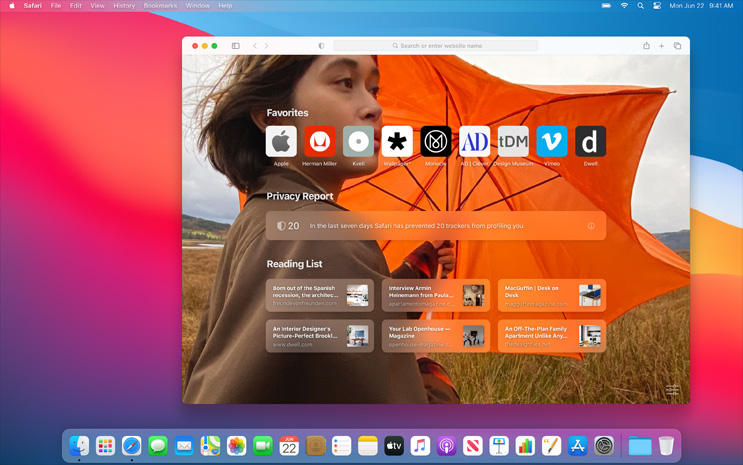 Safari File Edit View History Bookmarks Window Help
Mon Jun 22 9:41 AM
Search or enter website name
Favorites
AD tDM d
Apple Herman Miller Kvell Wallpaper* Monocle AD | Clever Design Museum Vimeo Dwell
Privacy Report
20 In the last seven days Safari has prevented 20 trackers from profiling you.
Reading List
Born out of the Spanish
recession, the architec...
freundevonfreunden.com
Interview Armin
Heinemann from Paula...
apartamentomagazine.c...
MacGuffin | Desk on
Desk
macguffinmagazine.com
An Interior Designer's
Picture-Perfect Brookl...
www.dwell.com
Your Lab Openhouse —
Magazine
openhouse-magazine.c...
An Off-The-Plan Family
Apartment Unlike Any...
thedesignfiles.net
JUN
22
tv